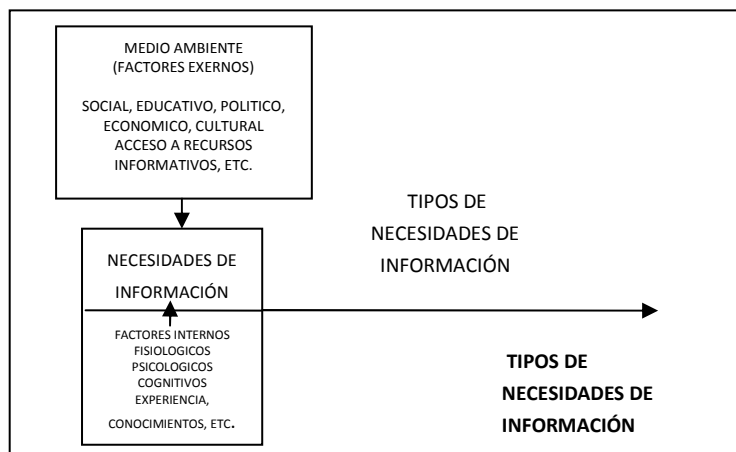 MEDIO AMBIENTE
(FACTORES EXERNOS)
SOCIAL, EDUCATIVO, POLITICO,
ECONOMICO, CULTURAL
ACCESO A RECURSOS
INFORMATIVOS, ETC.
TIPOS DE
NECESIDADES DE
INFORMACIÓN
NECESIDADES DE
INFORMACIÓN
FACTORES INTERNOS
FISIOLOGICOS
PSICOLOGICOS
COGNITIVOS
EXPERIENCIA,
CONOCIMIENTOS, ETC.
TIPOS DE
NECESIDADES DE
INFORMACIÓN